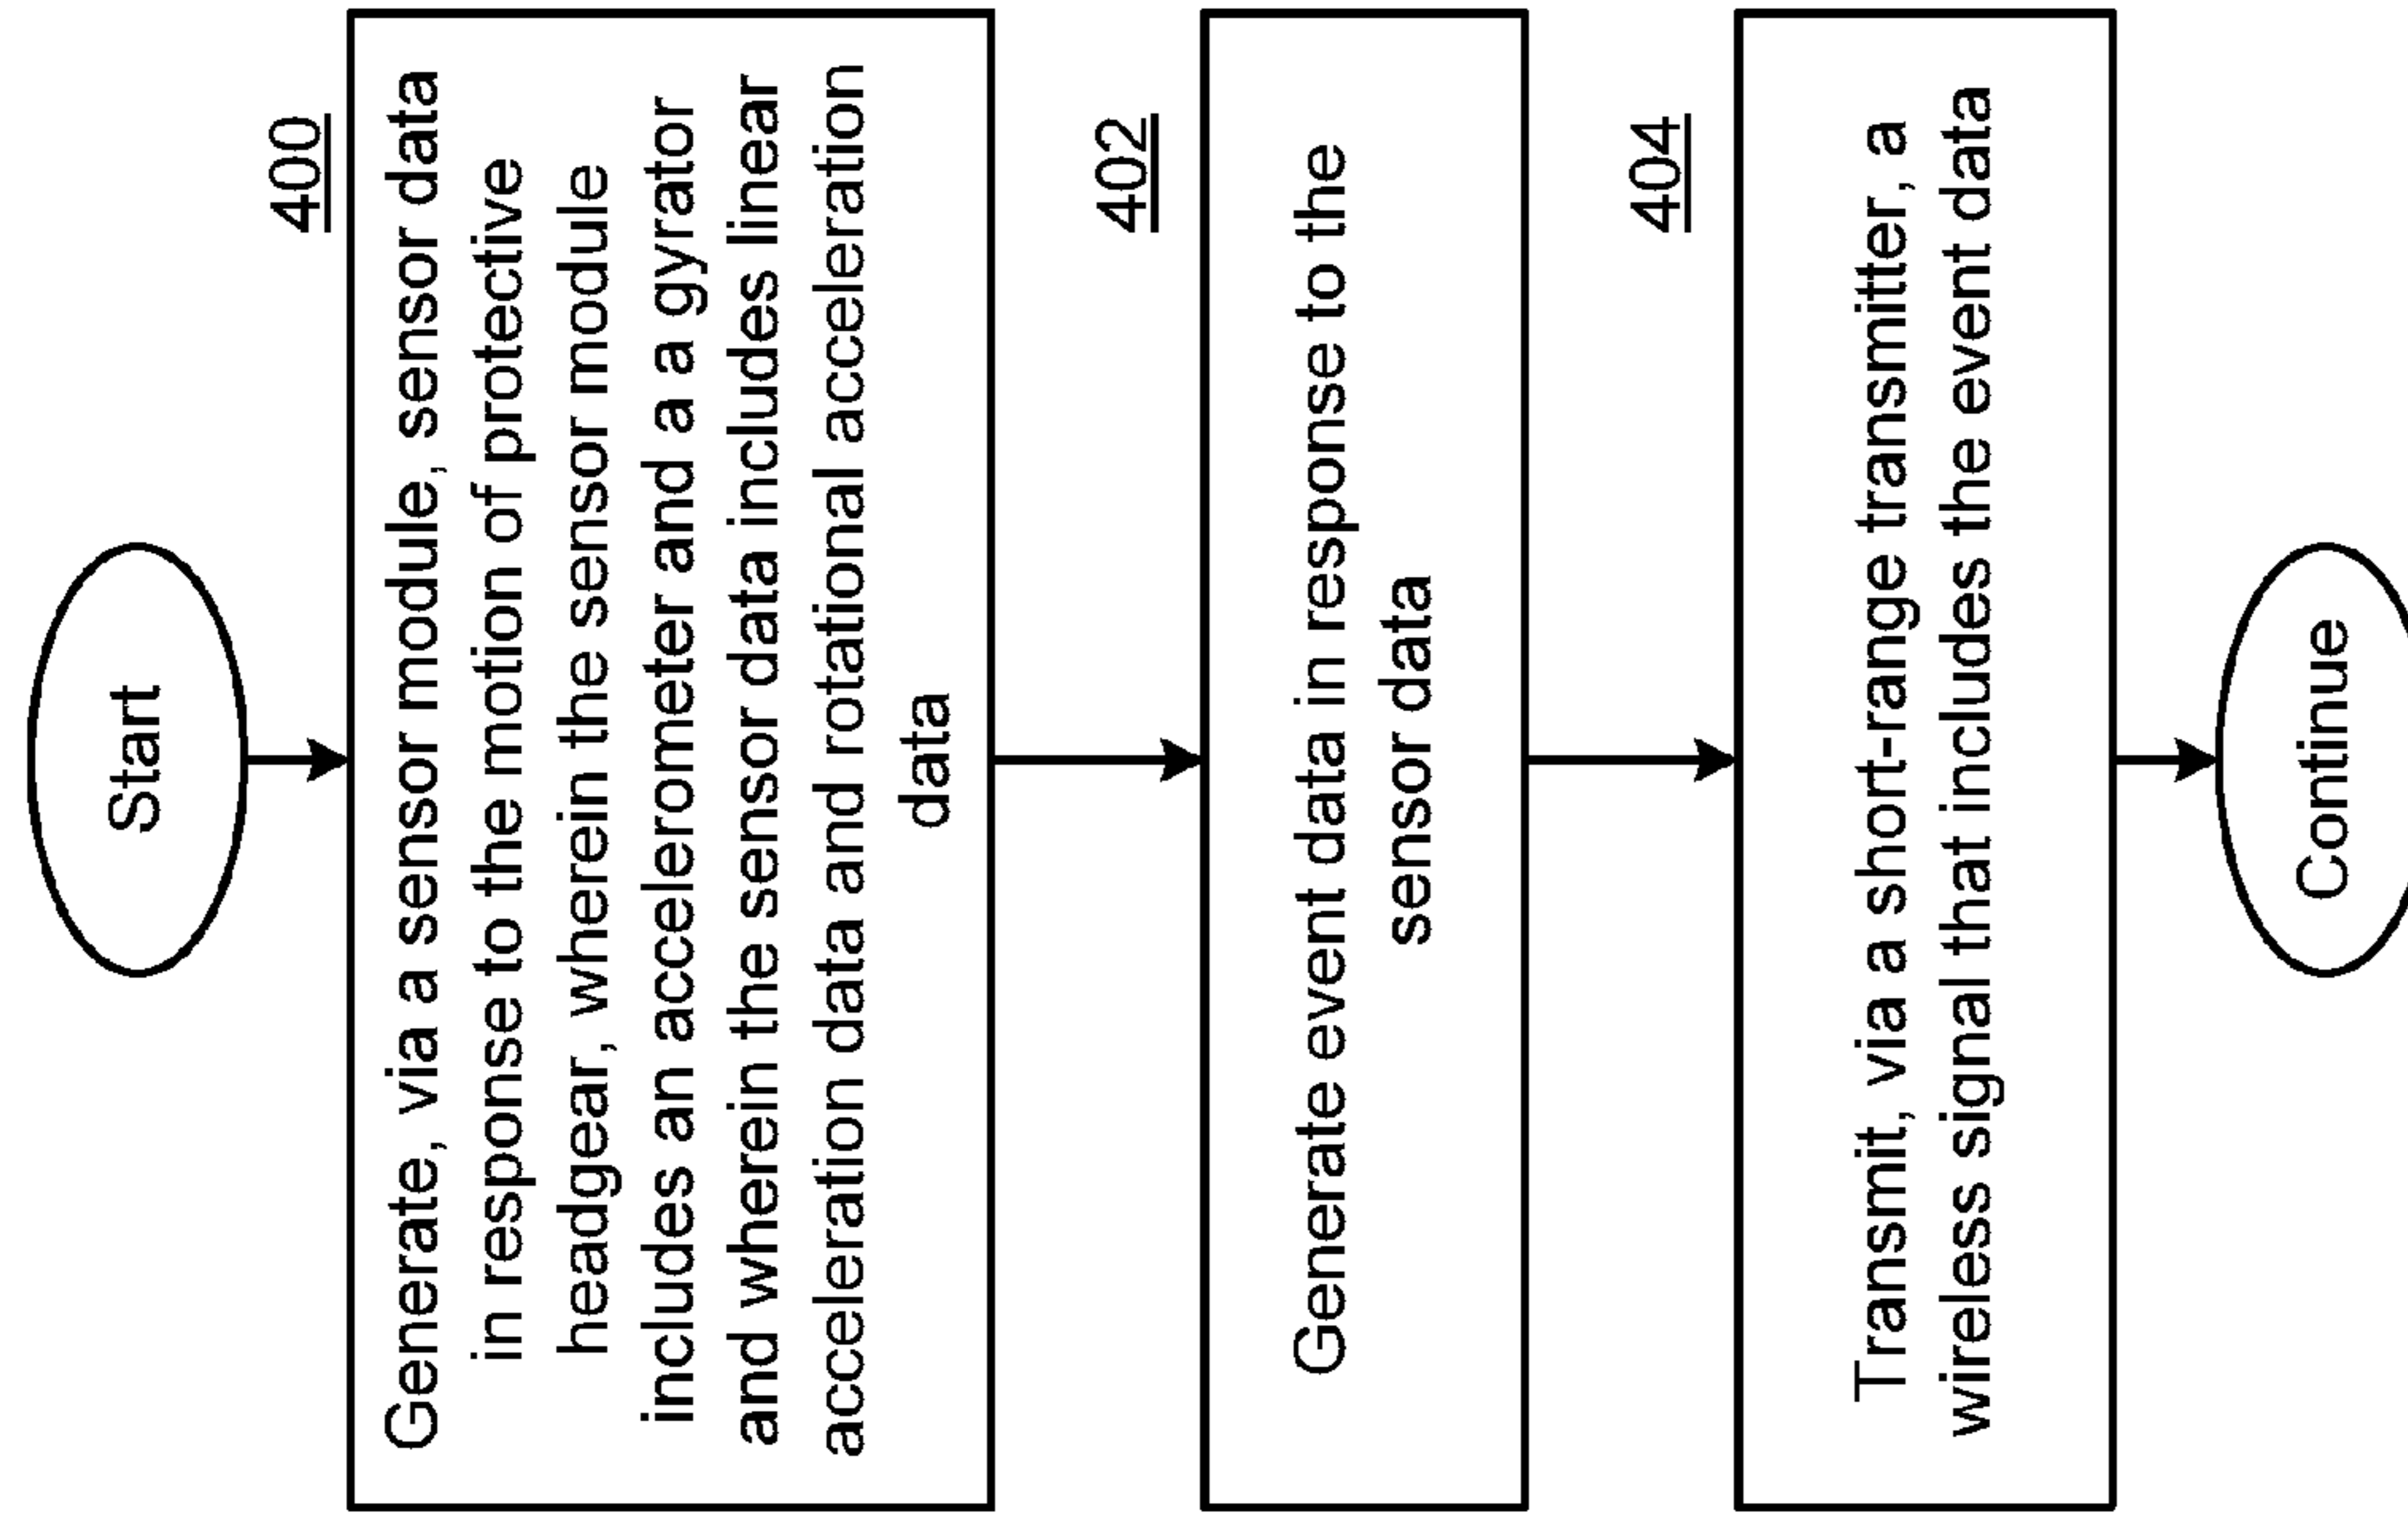 Start
400
Generate, via a sensor module, sensor data
in response to the motion of protective
headgear, wherein the sensor module
includes an accelerometer and a a gyrator
and wherein the sensor data includes linear
acceleration data and rotational acceleration
data
402
Generate event data in response to the
sensor data
404
Transmit, via a short-range transmitter, a
wireless signal that includes the event data
Continue